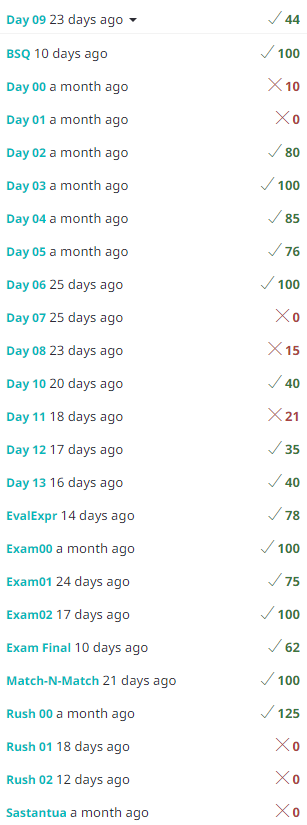 Day 09 23 days ago 44
BSQ 10 days ago 100
Day 00 a month ago 10
Day 01 a month ago 0
Day 02 a month ago 80
Day 03 a month ago 100
Day 04 a month ago 85
Day 05 a month ago 76
Day 06 25 days ago 100
Day 07 25 days ago 0
Day 08 23 days ago 15
Day 10 20 days ago 40
Day 11 18 days ago 21
Day 12 17 days ago 35
Day 13 16 days ago 40
EvalExpr 14 days ago 78
Exam00 a month ago 100
Exam01 24 days ago 75
Exam02 17 days ago 100
Exam Final 10 days ago 62
Match-N-Match 21 days ago 100
Rush 00 a month ago 125
Rush 01 18 days ago 0
Rush 02 12 days ago 0
Sastantua a month ago 0